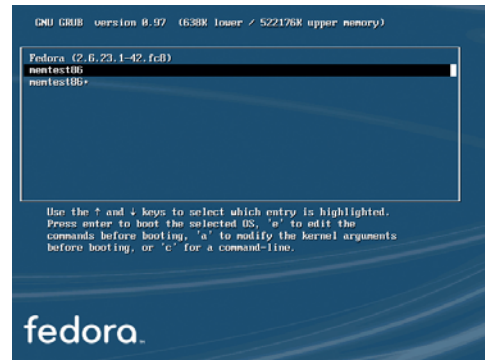 GNU GRUB version 0.97 (638K lower / 522176K upper memory)
Fedora (2.6.23.1-42.fc8)
memtest86
memtest86+
Use the ↑ and ↓ keys to select which entry is highlighted.
Press enter to boot the selected OS, 'e' to edit the
commands before booting, 'a' to modify the kernel arguments
before booting, or 'c' for a command-line.
fedora™